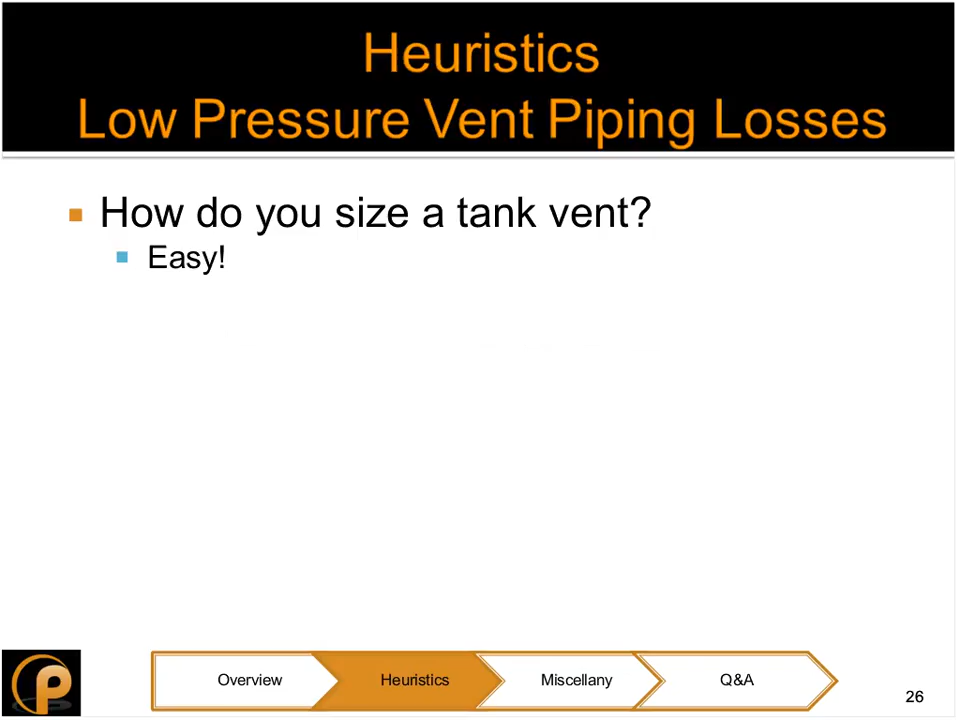 Heuristics
Low Pressure Vent Piping Losses
How do you size a tank vent?
Easy!
Overview
Heuristics
Miscellany
Q&A
26